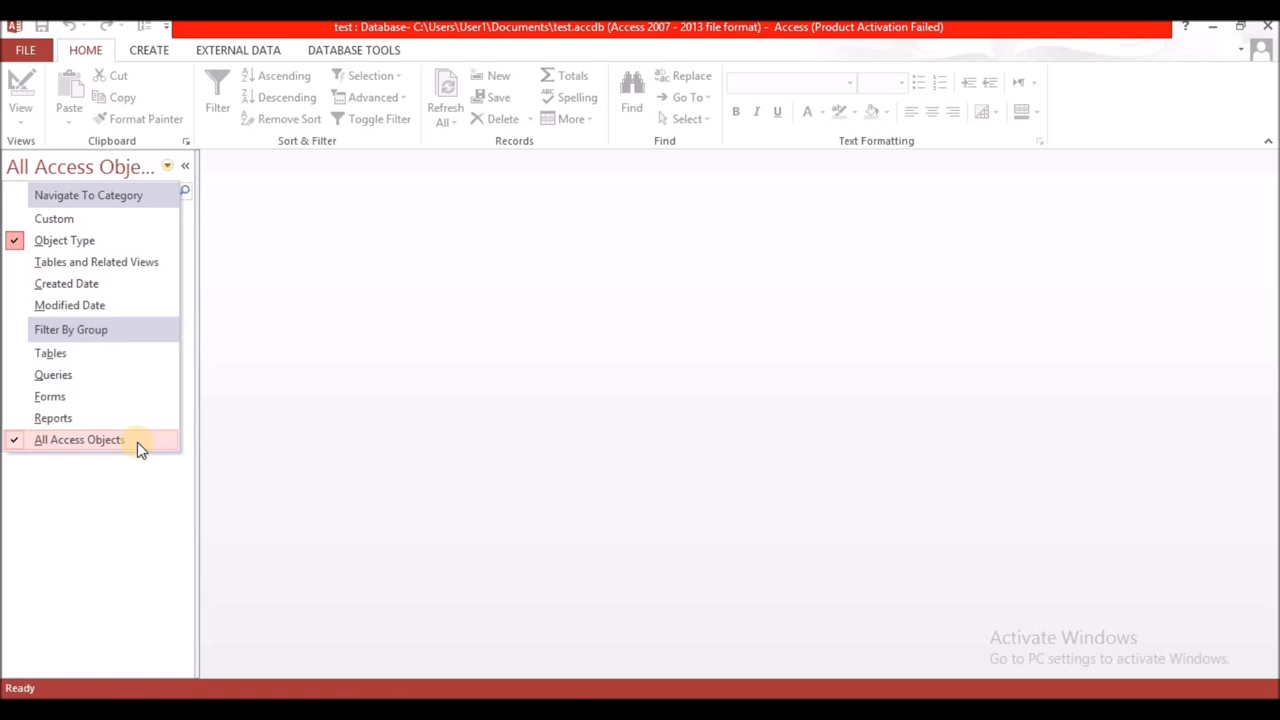 test : Database- C:\Users\User1\Documents\test.accdb (Access 2007 - 2013 file format) - Access (Product Activation Failed)
?
FILE HOME CREATE EXTERNAL DATA DATABASE TOOLS
View
Views
Paste
Cut
Copy
Format Painter
Clipboard
Filter
Ascending
Descending
Remove Sort
Selection
Advanced
Toggle Filter
Sort & Filter
Refresh
All
New
Save
Delete
Totals
Spelling
More
Records
Find
Replace
Go To
Select
Find
B I U A
Text Formatting
All Access Obje...
Navigate To Category
Custom
Object Type
Tables and Related Views
Created Date
Modified Date
Filter By Group
Tables
Queries
Forms
Reports
All Access Objects
Activate Windows
Go to PC settings to activate Windows.
Ready